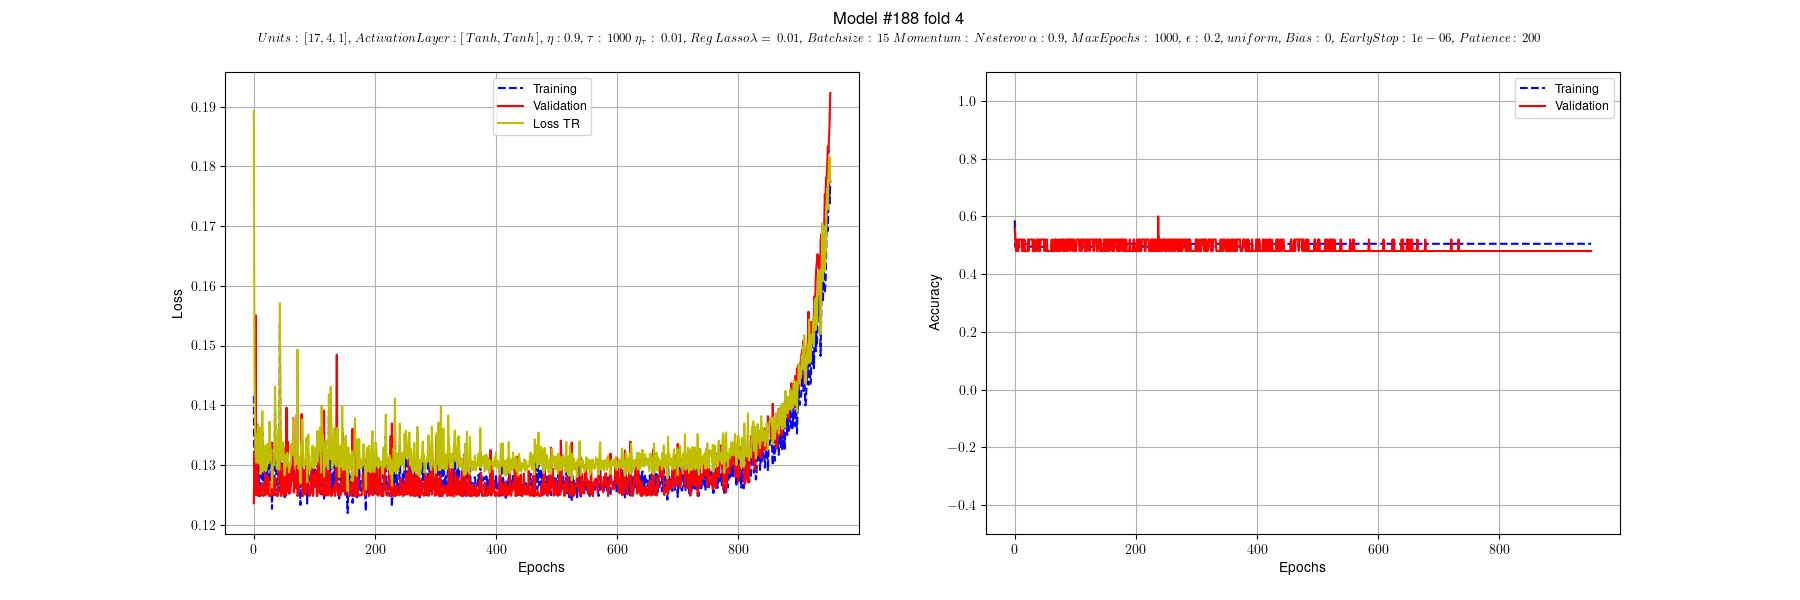 Model #188 fold 4
Units : [17, 4, 1], ActivationLayer : [Tanh, Tanh], η : 0.9, τ : 1000 ητ : 0.01, Reg Lassoλ = 0.01, Batchsize : 15 Momentum : Nesterov α : 0.9, MaxEpochs : 1000, ϵ : 0.2, uniform, Bias : 0, EarlyStop : 1e − 06, Patience : 200
Training
Validation
Loss TR
0.19
0.18
0.17
0.16
0.15
0.14
0.13
0.12
Loss
0 200 400 600 800
Epochs
Training
Validation
1.0
0.8
0.6
0.4
0.2
0.0
−0.2
−0.4
Accuracy
0 200 400 600 800
Epochs